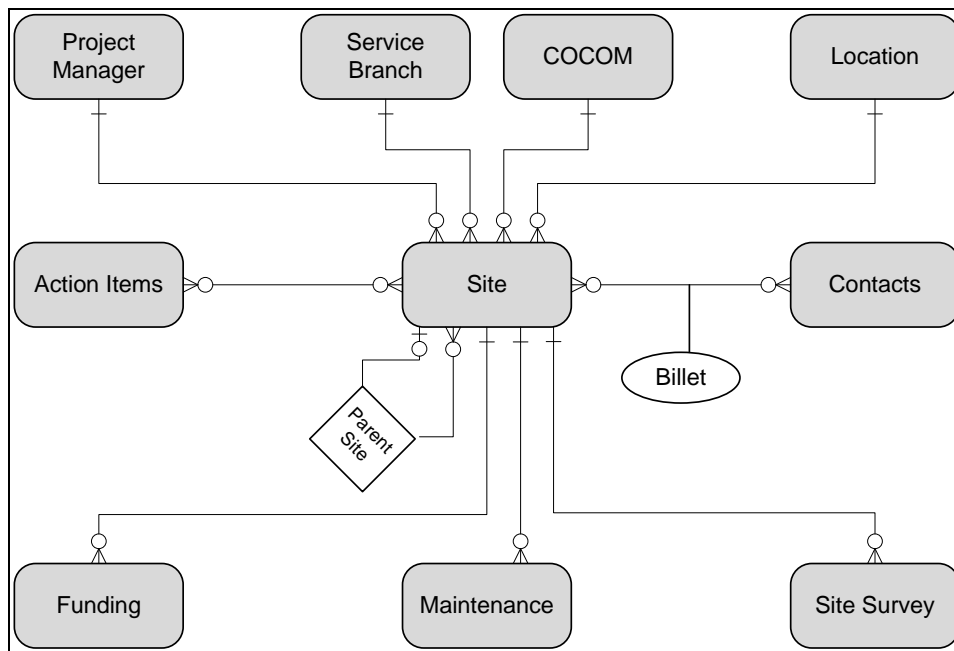 Project
Manager
Service
Branch
COCOM
Location
Action Items
Site
Contacts
Billet
Parent
Site
Funding
Maintenance
Site Survey